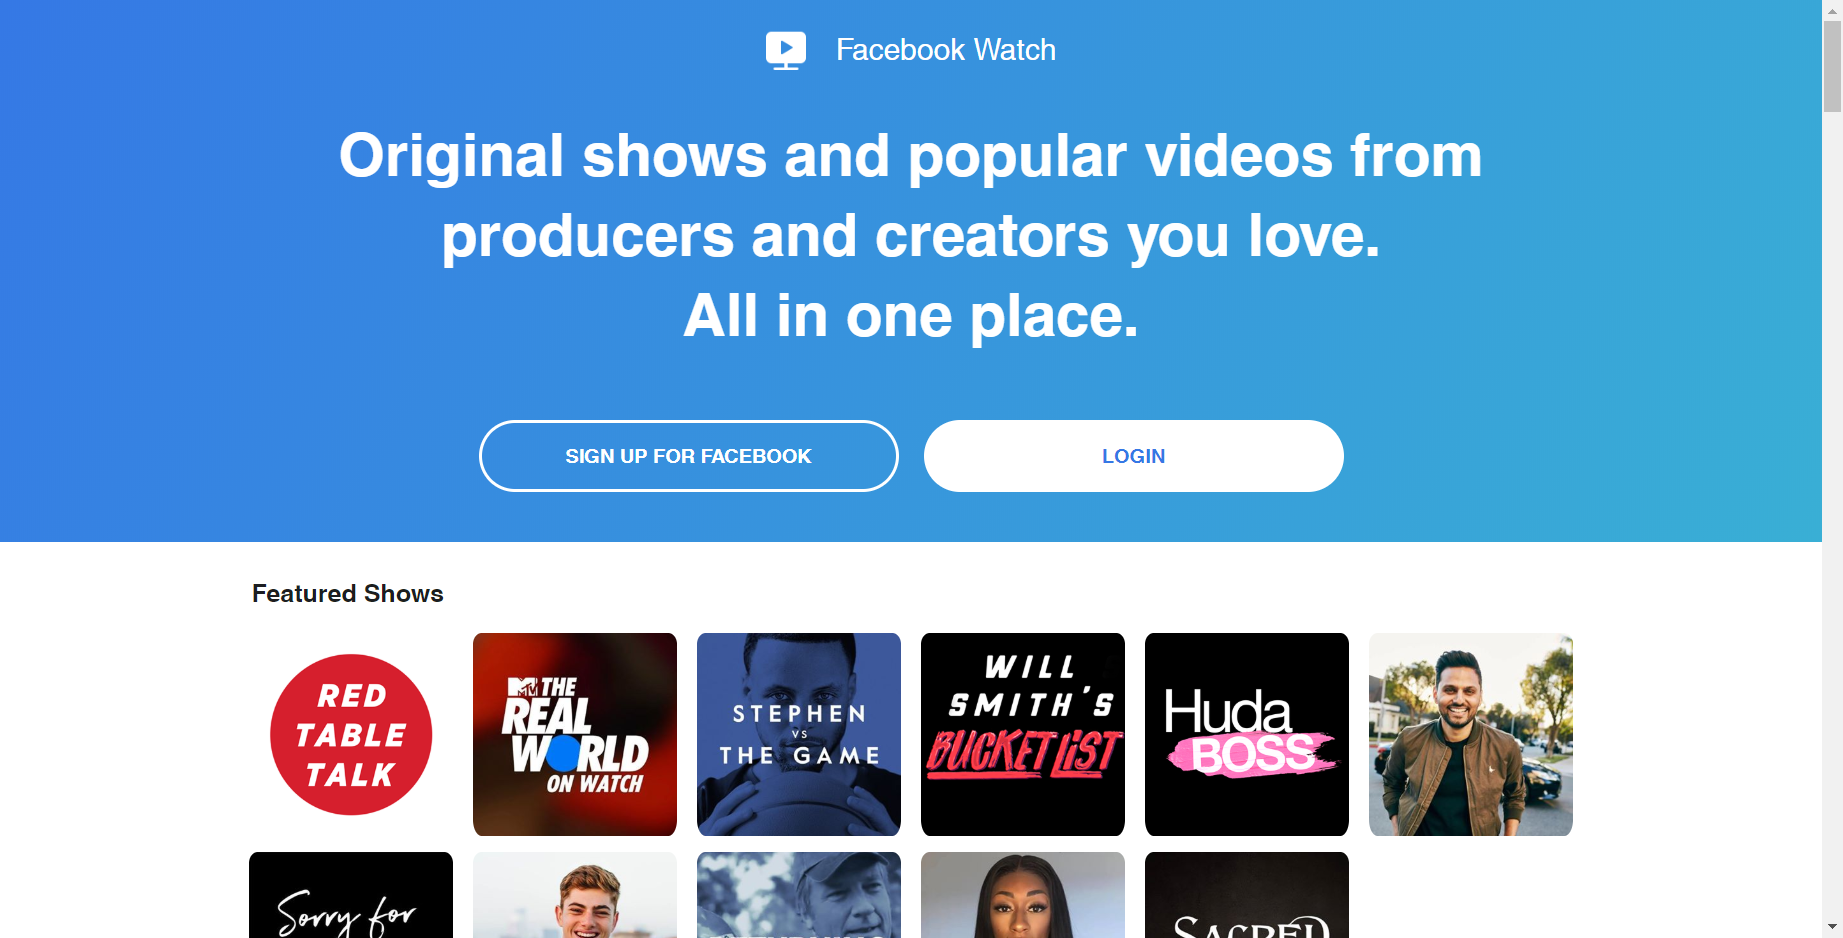 Facebook Watch
Original shows and popular videos from
producers and creators you love.
All in one place.
SIGN UP FOR FACEBOOK
LOGIN
Featured Shows
RED
TABLE
TALK
MTV THE
REAL
WORLD
ON WATCH
STEPHEN
VS
THE GAME
WILL
SMITH'S
BUCKET LIST
Huda
BOSS
Sorry for
SACRED